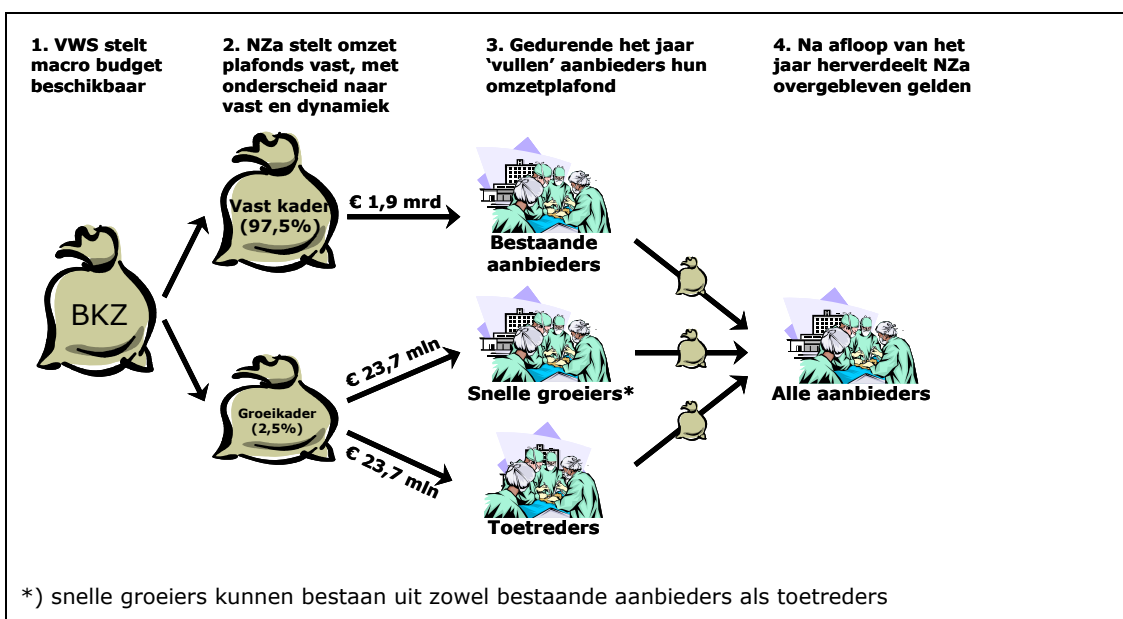 1. VWS stelt
macro budget
beschikbaar
2. NZa stelt omzet
plafonds vast, met
onderscheid naar
vast en dynamiek
3. Gedurende het jaar
‘vullen’ aanbieders hun
omzetplafond
4. Na afloop van het
jaar herverdeelt NZa
overgebleven gelden
BKZ
Vast kader
(97,5%)
€ 1,9 mrd
Bestaande
aanbieders
Groeikader
(2,5%)
€ 23,7 mln
€ 23,7 mln
Snelle groeiers*
Toetreders
Alle aanbieders
*) snelle groeiers kunnen bestaan uit zowel bestaande aanbieders als toetreders